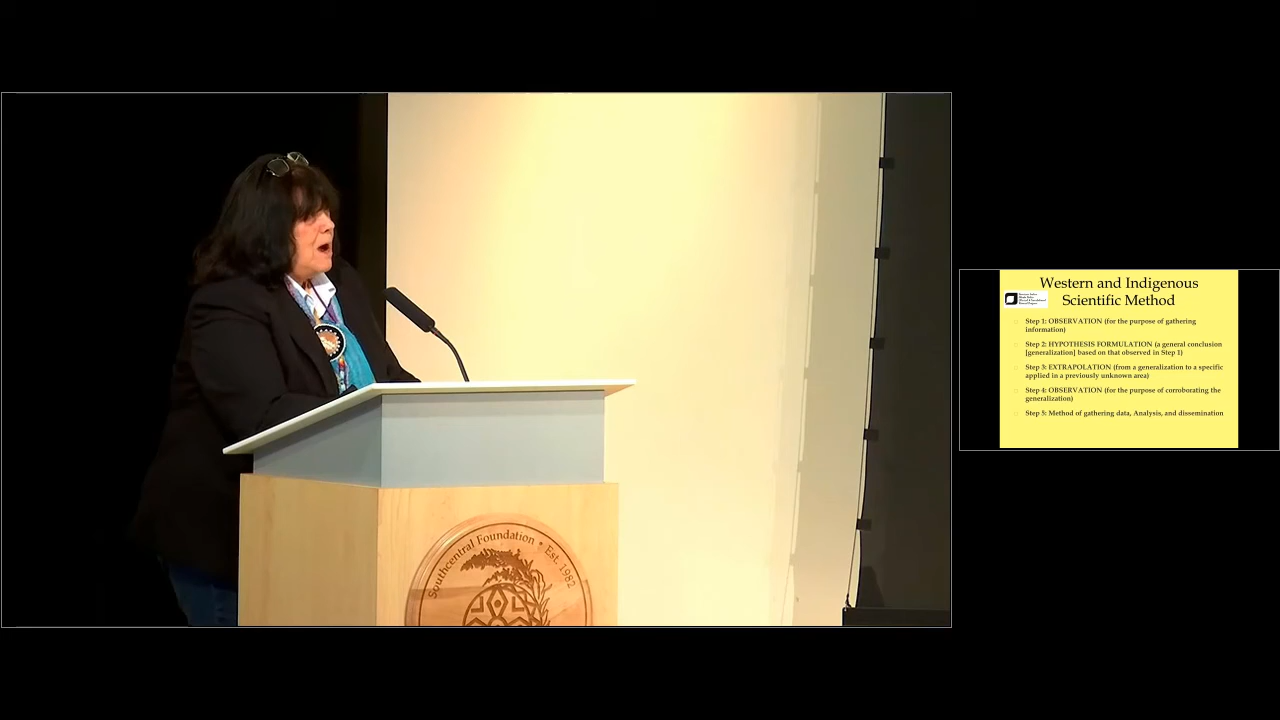 Southcentral Foundation * Est. 1982
Western and Indigenous
Scientific Method
Step 1: OBSERVATION (for the purpose of gathering
information)
Step 2: HYPOTHESIS FORMULATION (a general conclusion
[generalization] based on that observed in Step 1)
Step 3: EXTRAPOLATION (from a generalization to a specific
applied in a previously unknown area)
Step 4: OBSERVATION (for the purpose of corroborating the
generalization)
Step 5: Method of gathering data, Analysis, and dissemination